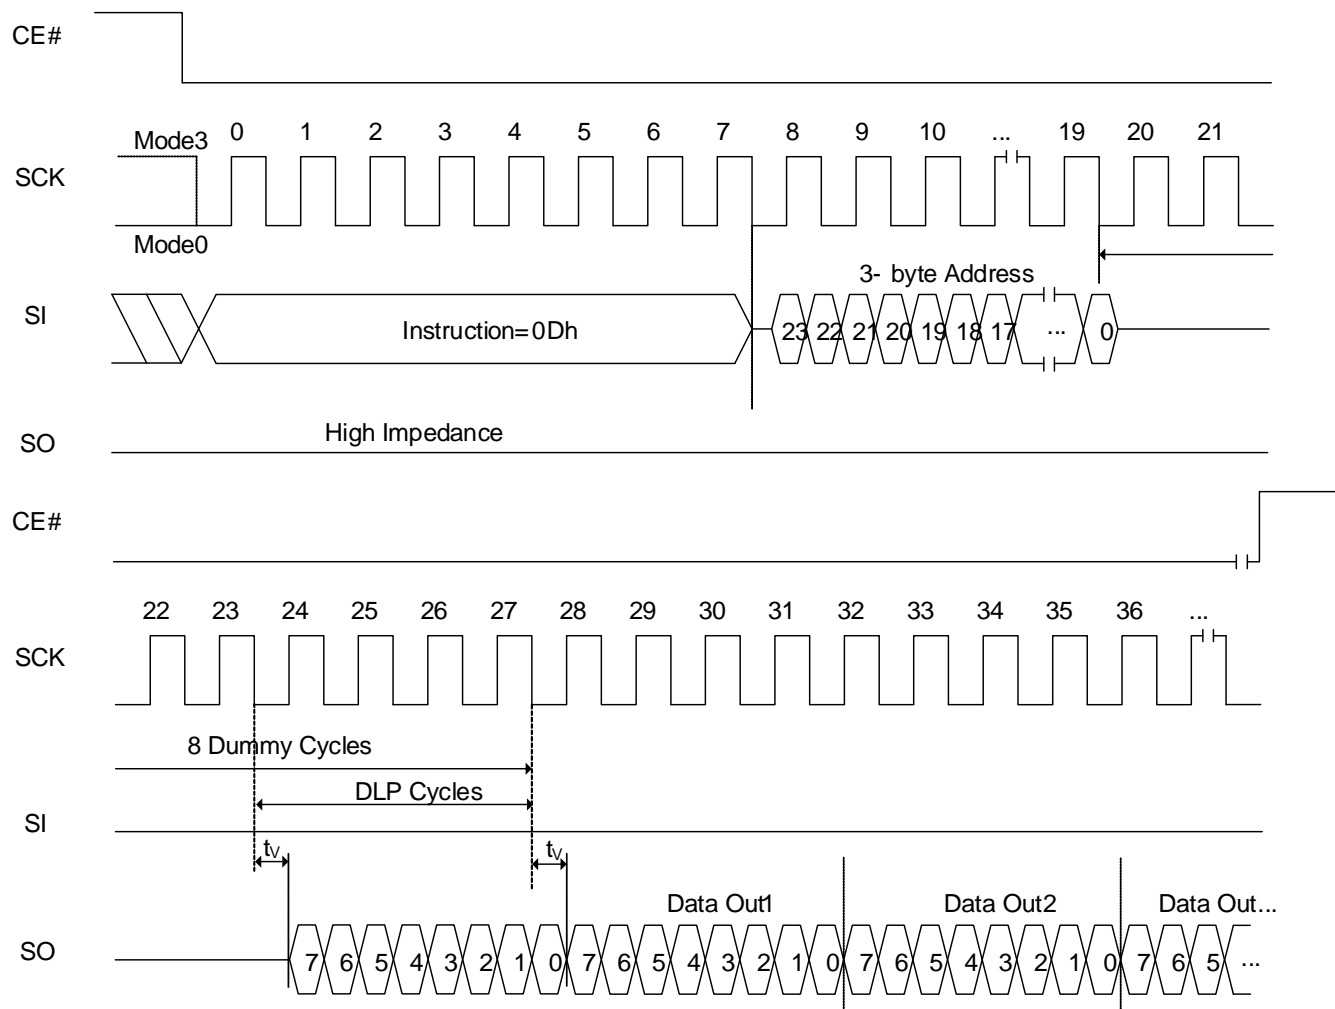 CE#
0 1 2 3 4 5 6 7 8 9 10 ... 19 20 21
Mode3
SCK
Mode0
3- byte Address
SI
Instruction=0Dh 23 22 21 20 19 18 17 ... 0
High Impedance
SO
CE#
22 23 24 25 26 27 28 29 30 31 32 33 34 35 36 ...
SCK
8 Dummy Cycles
DLP Cycles
SI
tV tV
Data Out1 Data Out2 Data Out...
SO
7 6 5 4 3 2 1 0 7 6 5 4 3 2 1 0 7 6 5 4 3 2 1 0 7 6 5 ...